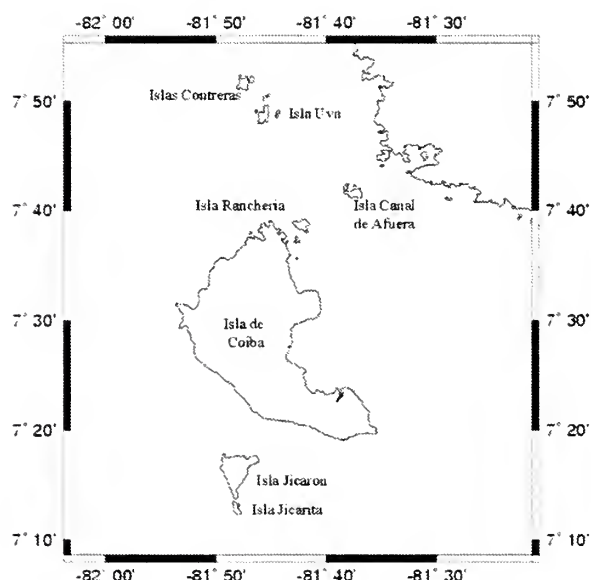 -82° 00' -81° 50' -81° 40' -81° 30'
7° 50' 7° 50'
Islas Contreras
Isla Uva
7° 40' 7° 40'
Isla Rancheria
Isla Canal
de Afuera
7° 30' 7° 30'
Isla de
Coiba
7° 20' 7° 20'
Isla Jicaron
Isla Jicarita
7° 10' 7° 10'
-82° 00' -81° 50' -81° 40' -81° 30'